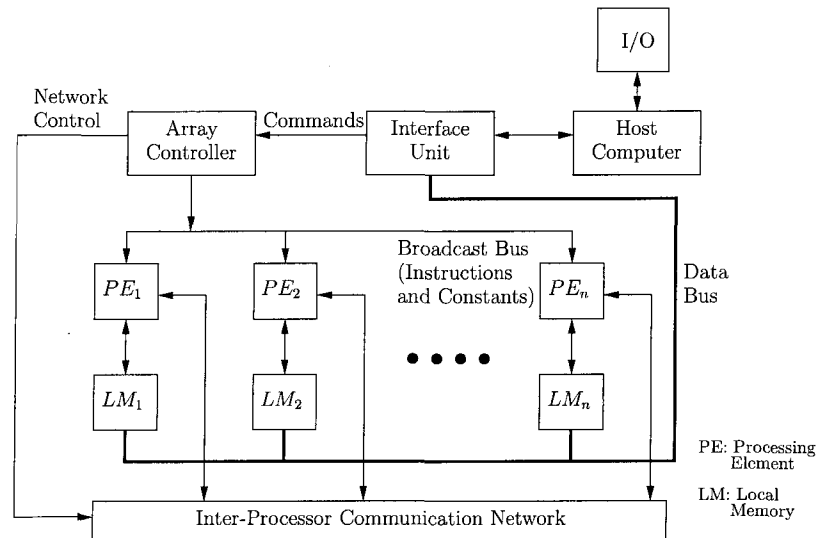 I/O
Network
Control
Array
Controller
Commands
Interface
Unit
Host
Computer
Broadcast Bus
(Instructions
and Constants)
Data
Bus
PE₁
PE₂
PEₙ
LM₁
LM₂
LMₙ
PE: Processing
Element
LM: Local
Memory
Inter-Processor Communication Network